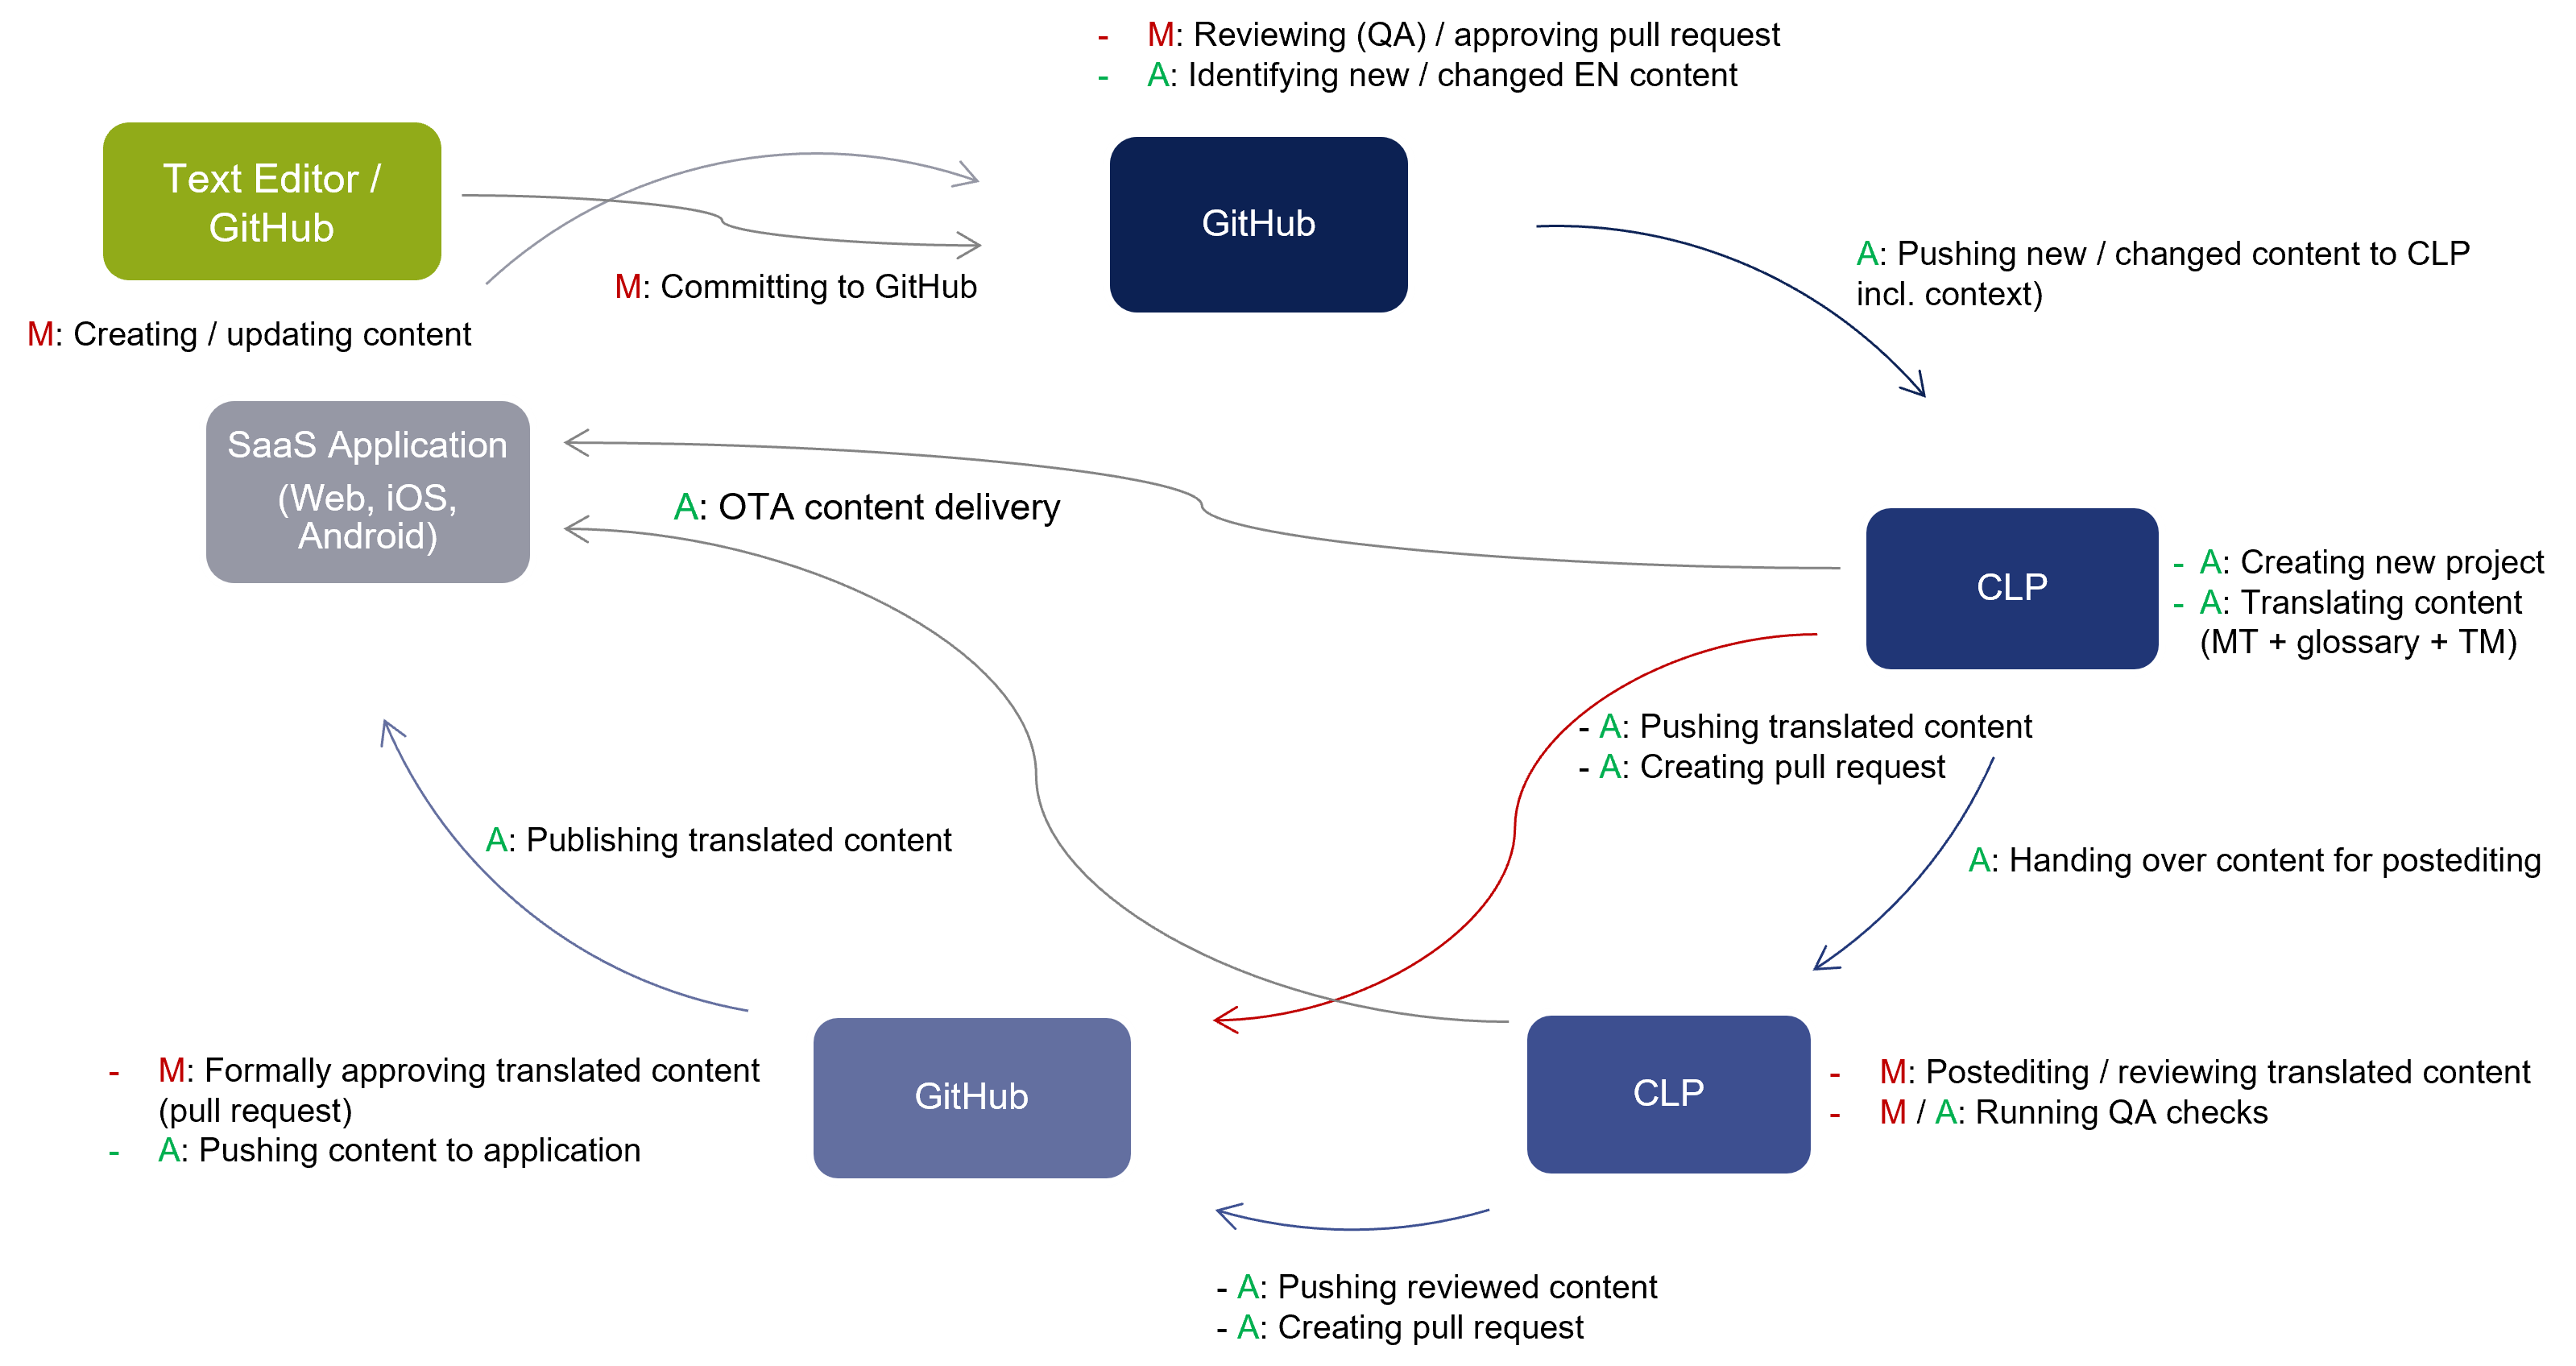 - M: Reviewing (QA) / approving pull request
- A: Identifying new / changed EN content
Text Editor /
GitHub
GitHub
M: Committing to GitHub
A: Pushing new / changed content to CLP
incl. context)
M: Creating / updating content
SaaS Application
(Web, iOS,
Android)
A: OTA content delivery
CLP
- A: Creating new project
- A: Translating content
(MT + glossary + TM)
- A: Pushing translated content
- A: Creating pull request
A: Publishing translated content
A: Handing over content for postediting
- M: Formally approving translated content
(pull request)
- A: Pushing content to application
GitHub
CLP
- M: Postediting / reviewing translated content
- M / A: Running QA checks
- A: Pushing reviewed content
- A: Creating pull request